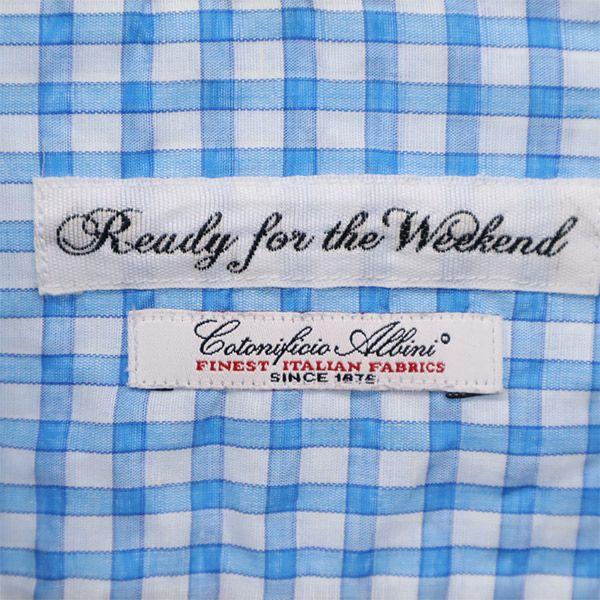 Ready for the Weekend
Cotonificio Albini®
FINEST ITALIAN FABRICS
SINCE 1876